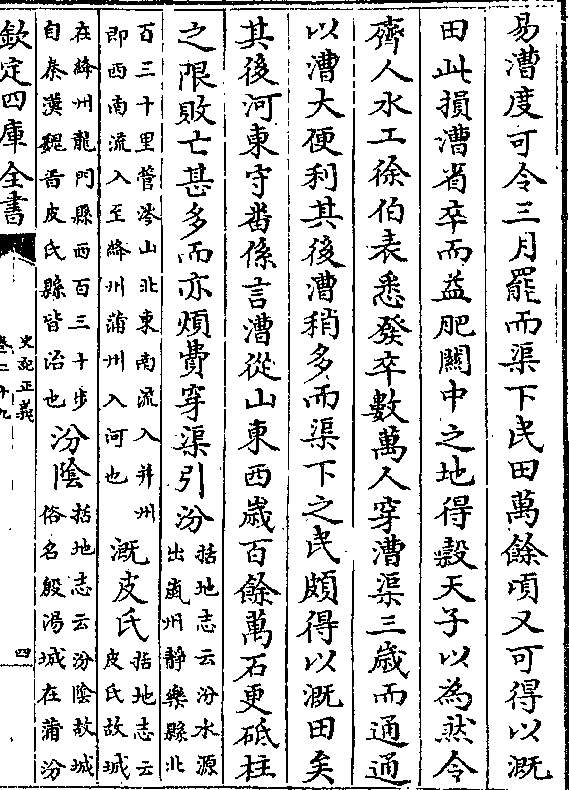 易漕度可令三月罷而渠下民田萬餘頃又可得以溉
田此損漕省卒而益肥關中之地得榖天子以為然令
齊人水工徐伯表悉發卒數萬人穿漕渠三歲而通通
以漕大便利其後漕稍多而渠下之民頗得以溉田矣
其後河東守番係言漕從山東西歲百餘萬石更砥柱
之限敗亡甚多而亦煩費穿渠引汾
括地志云汾水源
出嵐州靜樂縣北
百三十里管涔山北東南流入并州
即西南流入至絳州蒲州入河也
溉皮氏
括地志云
皮氏故城
在絳州龍門縣西百三十步
自秦漢魏晉皮氏縣皆治也
汾陰
括地志云汾陰故城
俗名殷湯城在蒲汾
欽定四庫全書
史記正義
卷二十九
四